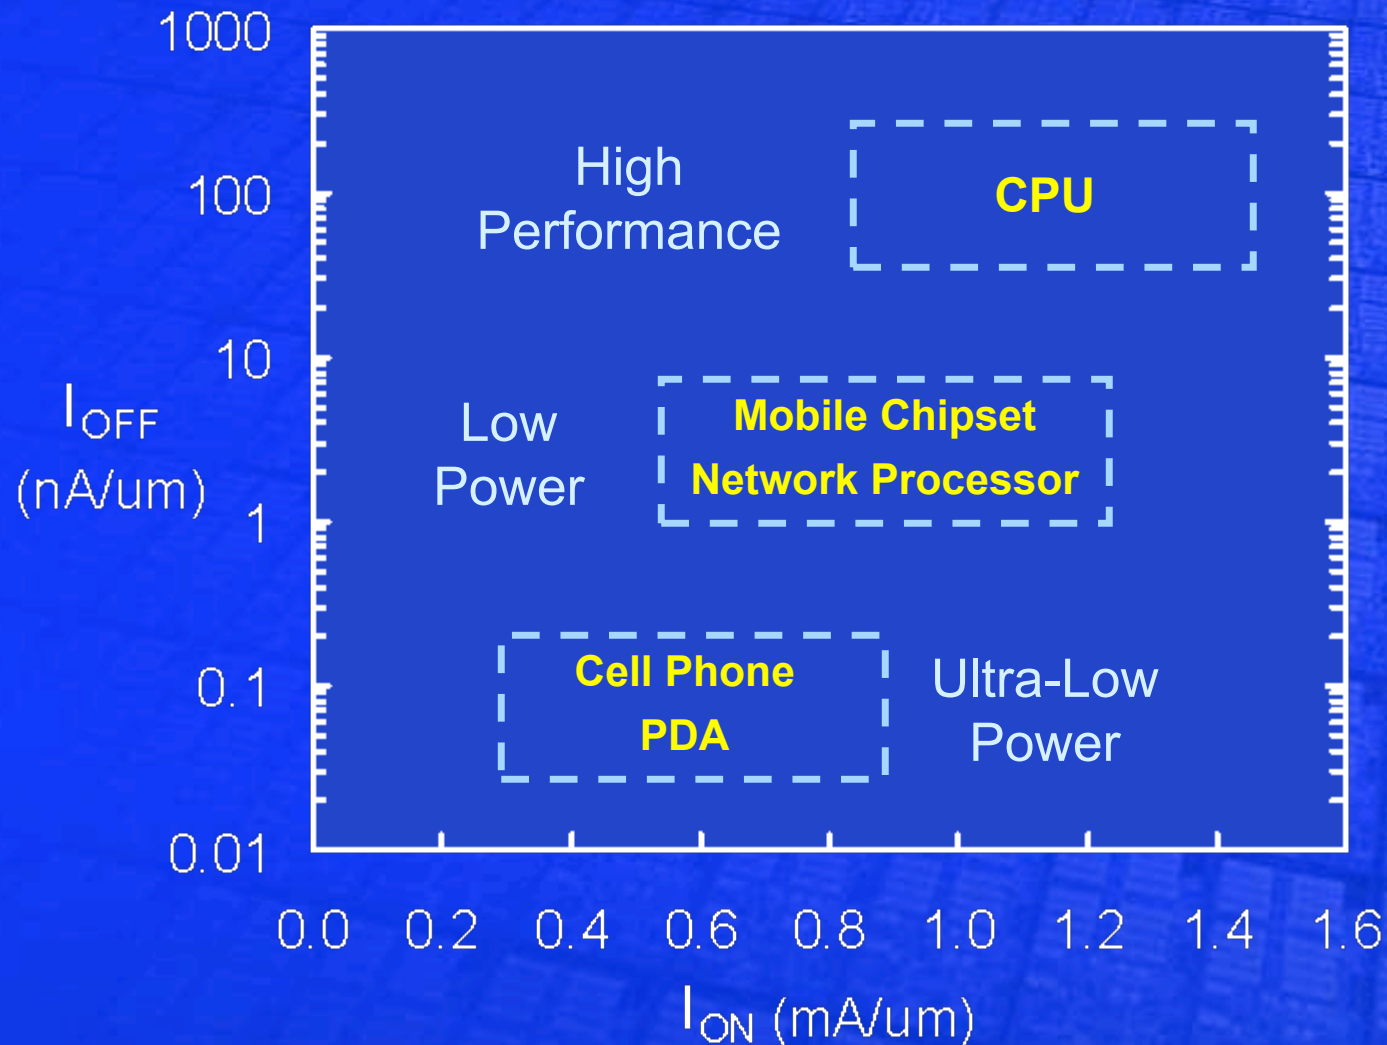 1000
100
10
1
0.1
0.01
I_OFF
(nA/um)
High
Performance
CPU
Low
Power
Mobile Chipset
Network Processor
Cell Phone
PDA
Ultra-Low
Power
0.0 0.2 0.4 0.6 0.8 1.0 1.2 1.4 1.6
I_ON (mA/um)